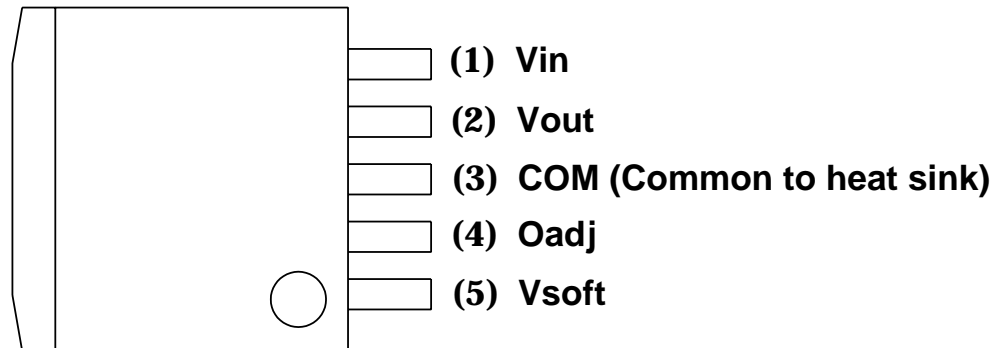 (1) Vin
(2) Vout
(3) COM (Common to heat sink)
(4) Oadj
(5) Vsoft